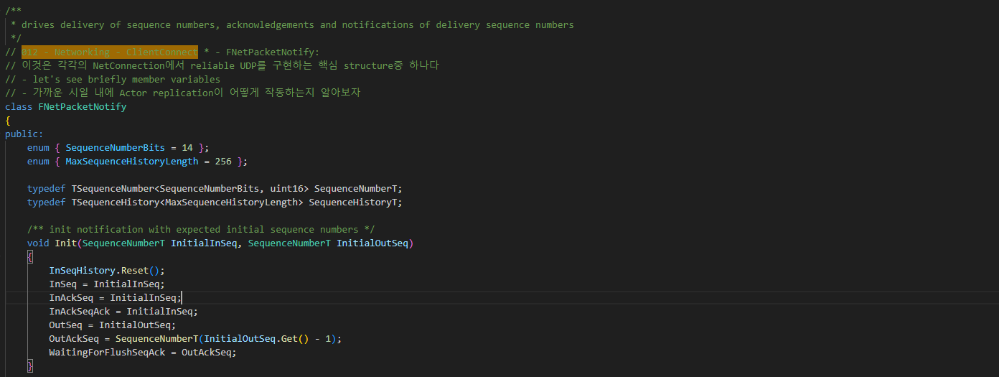 /**
 * drives delivery of sequence numbers, acknowledgements and notifications of delivery sequence numbers
 */
// 012 - Networking - ClientConnect * - FNetPacketNotify:
// 이것은 각각의 NetConnection에서 reliable UDP를 구현하는 핵심 structure중 하나다
// - let's see briefly member variables
// - 가까운 시일 내에 Actor replication이 어떻게 작동하는지 알아보자
class FNetPacketNotify
{
public:
    enum { SequenceNumberBits = 14 };
    enum { MaxSequenceHistoryLength = 256 };

    typedef TSequenceNumber<SequenceNumberBits, uint16> SequenceNumberT;
    typedef TSequenceHistory<MaxSequenceHistoryLength> SequenceHistoryT;

    /** init notification with expected initial sequence numbers */
    void Init(SequenceNumberT InitialInSeq, SequenceNumberT InitialOutSeq)
    {
        InSeqHistory.Reset();
        InSeq = InitialInSeq;
        InAckSeq = InitialInSeq;
        InAckSeqAck = InitialInSeq;
        OutSeq = InitialOutSeq;
        OutAckSeq = SequenceNumberT(InitialOutSeq.Get() - 1);
        WaitingForFlushSeqAck = OutAckSeq;
    }